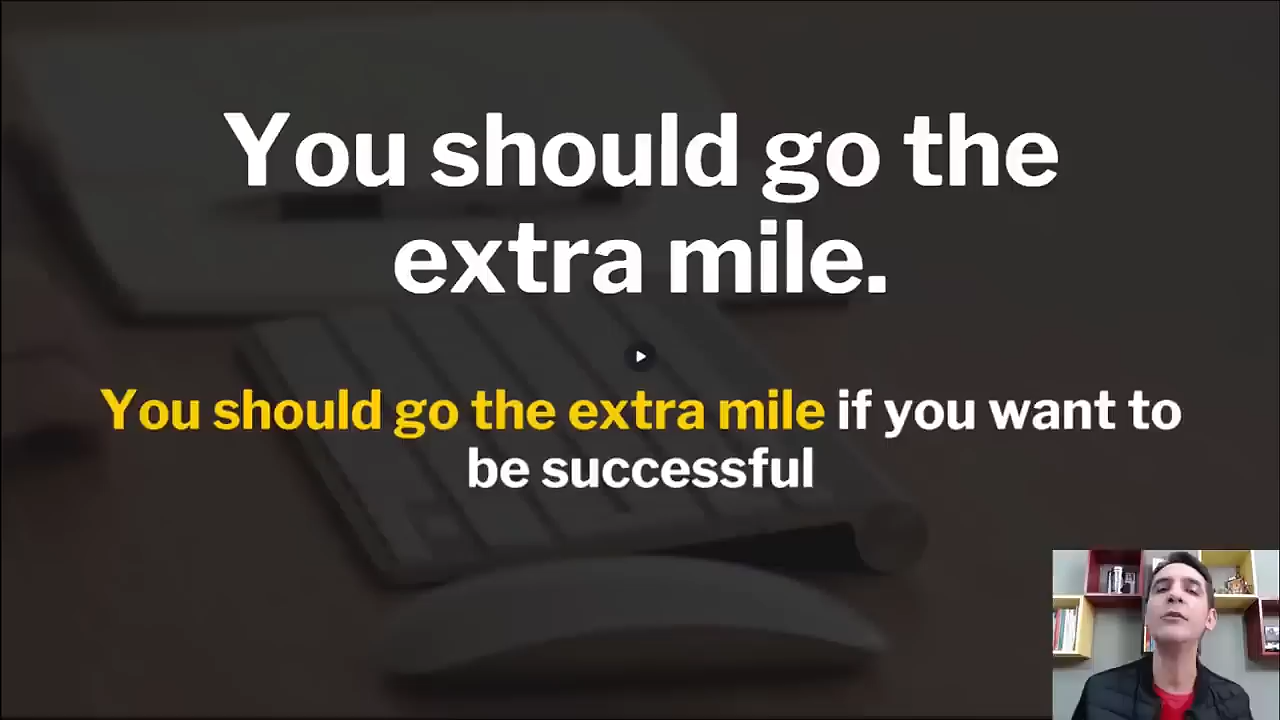 You should go the
extra mile.
You should go the extra mile if you want to
be successful